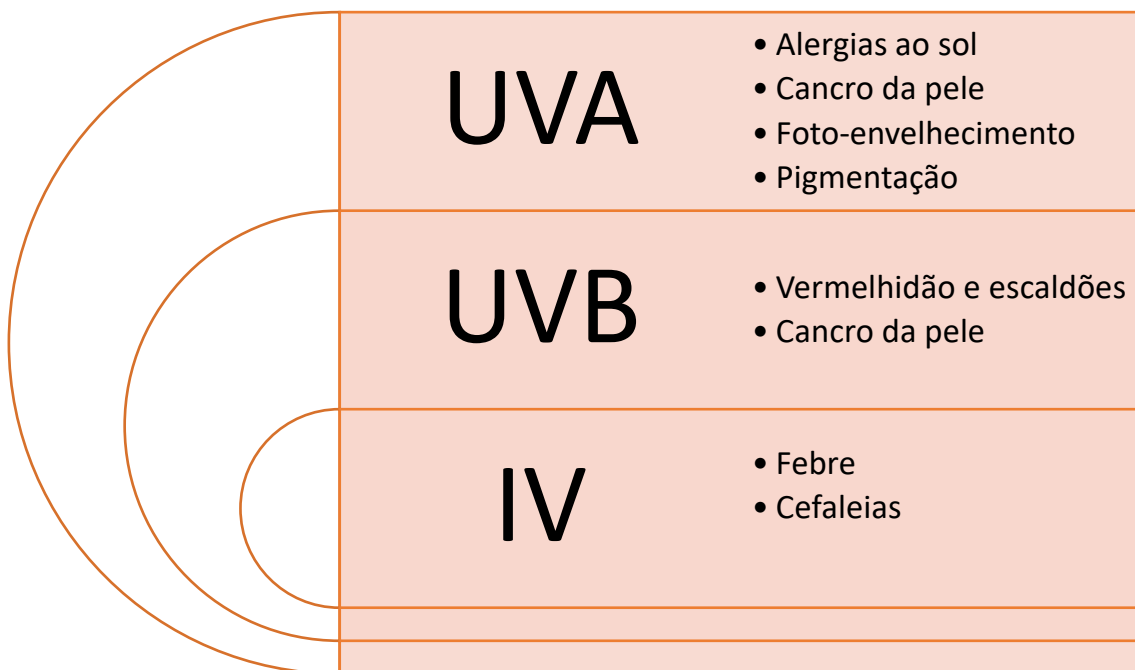 UVA
• Alergias ao sol
• Cancro da pele
• Foto-envelhecimento
• Pigmentação
UVB
• Vermelhidão e escaldões
• Cancro da pele
IV
• Febre
• Cefaleias